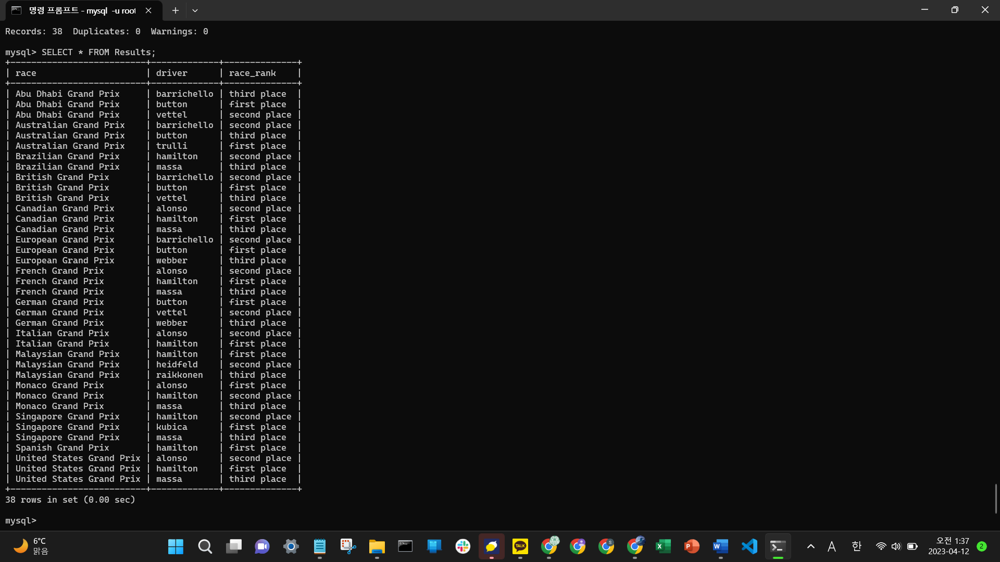 명령 프롬프트 - mysql  -u root
Records: 38  Duplicates: 0  Warnings: 0
mysql> SELECT * FROM Results;
+--------------------------+-------------+--------------+
| race                     | driver      | race_rank    |
+--------------------------+-------------+--------------+
| Abu Dhabi Grand Prix     | barrichello | third place  |
| Abu Dhabi Grand Prix     | button      | first place  |
| Abu Dhabi Grand Prix     | vettel      | second place |
| Australian Grand Prix    | barrichello | second place |
| Australian Grand Prix    | button      | third place  |
| Australian Grand Prix    | trulli      | first place  |
| Brazilian Grand Prix     | hamilton    | second place |
| Brazilian Grand Prix     | massa       | third place  |
| British Grand Prix       | barrichello | second place |
| British Grand Prix       | button      | first place  |
| British Grand Prix       | vettel      | third place  |
| Canadian Grand Prix      | alonso      | second place |
| Canadian Grand Prix      | hamilton    | first place  |
| Canadian Grand Prix      | massa       | third place  |
| European Grand Prix      | barrichello | second place |
| European Grand Prix      | button      | first place  |
| European Grand Prix      | webber      | third place  |
| French Grand Prix        | alonso      | second place |
| French Grand Prix        | hamilton    | first place  |
| French Grand Prix        | massa       | third place  |
| German Grand Prix        | button      | first place  |
| German Grand Prix        | vettel      | second place |
| German Grand Prix        | webber      | third place  |
| Italian Grand Prix       | alonso      | second place |
| Italian Grand Prix       | hamilton    | first place  |
| Malaysian Grand Prix     | hamilton    | first place  |
| Malaysian Grand Prix     | heidfeld    | second place |
| Malaysian Grand Prix     | raikkonen   | third place  |
| Monaco Grand Prix        | alonso      | first place  |
| Monaco Grand Prix        | hamilton    | second place |
| Monaco Grand Prix        | massa       | third place  |
| Singapore Grand Prix     | hamilton    | second place |
| Singapore Grand Prix     | kubica      | first place  |
| Singapore Grand Prix     | massa       | third place  |
| Spanish Grand Prix       | hamilton    | first place  |
| United States Grand Prix | alonso      | second place |
| United States Grand Prix | hamilton    | first place  |
| United States Grand Prix | massa       | third place  |
+--------------------------+-------------+--------------+
38 rows in set (0.00 sec)
mysql>
6°C
맑음
TALK
S
X
P
W
A
한
오전 1:37
2023-04-12
2